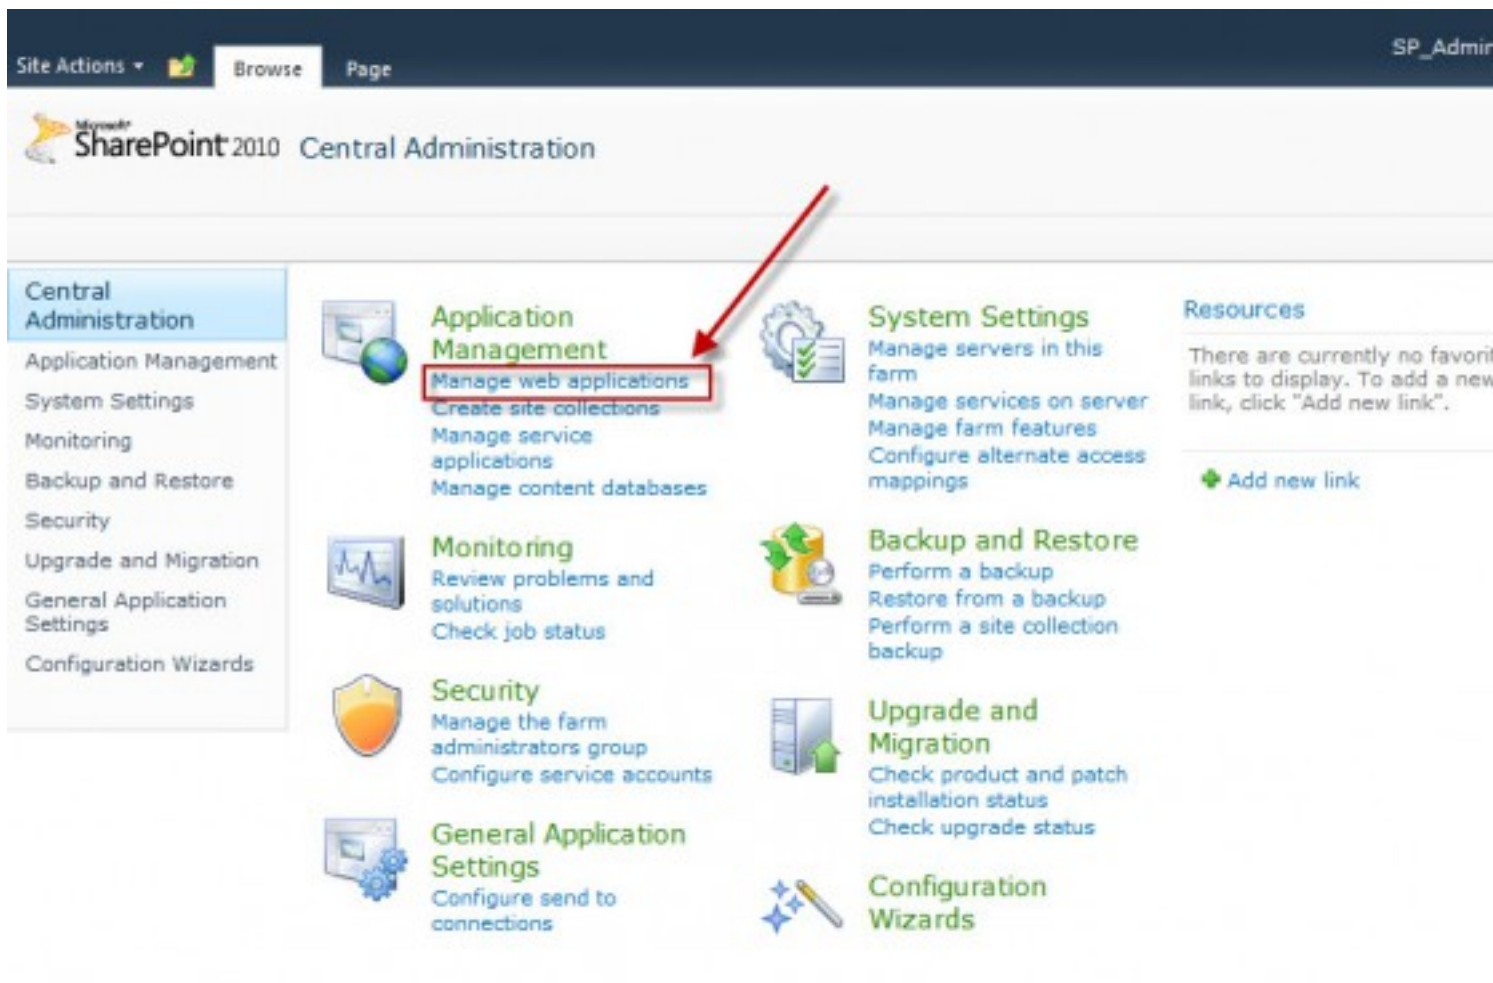 SP_Admin
Site Actions
Browse
Page
Microsoft
SharePoint 2010
Central Administration
Central
Administration
Application Management
System Settings
Monitoring
Backup and Restore
Security
Upgrade and Migration
General Application
Settings
Configuration Wizards
Application
Management
Manage web applications
Create site collections
Manage service
applications
Manage content databases
Monitoring
Review problems and
solutions
Check job status
Security
Manage the farm
administrators group
Configure service accounts
General Application
Settings
Configure send to
connections
System Settings
Manage servers in this
farm
Manage services on server
Manage farm features
Configure alternate access
mappings
Backup and Restore
Perform a backup
Restore from a backup
Perform a site collection
backup
Upgrade and
Migration
Check product and patch
installation status
Check upgrade status
Configuration
Wizards
Resources
There are currently no favorit
links to display. To add a new
link, click "Add new link".
Add new link